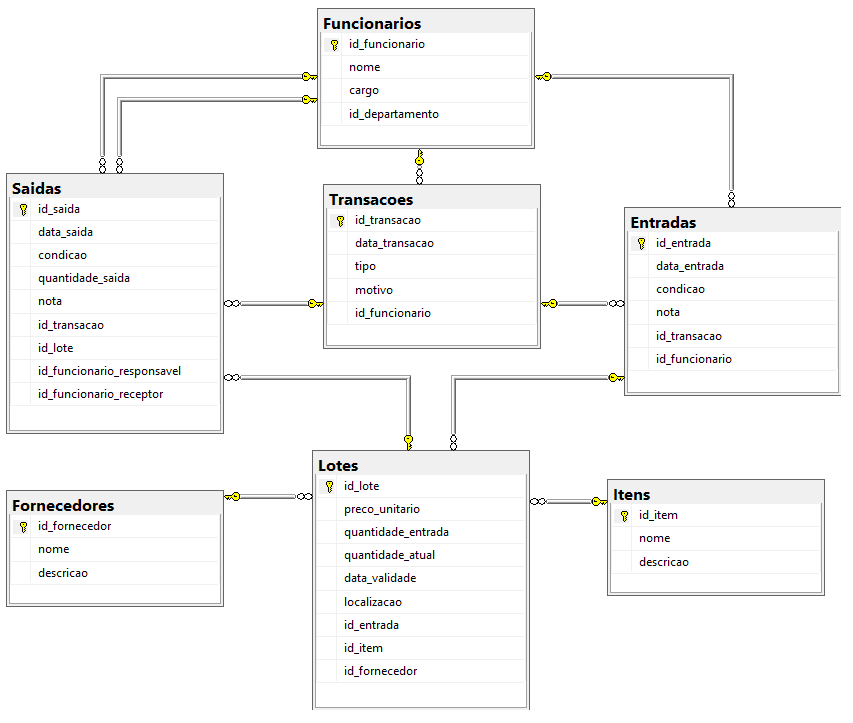 Funcionarios
id_funcionario
nome
cargo
id_departamento
Saidas
id_saida
data_saida
condicao
quantidade_saida
nota
id_transacao
id_lote
id_funcionario_responsavel
id_funcionario_receptor
Transacoes
id_transacao
data_transacao
tipo
motivo
id_funcionario
Entradas
id_entrada
data_entrada
condicao
nota
id_transacao
id_funcionario
Fornecedores
id_fornecedor
nome
descricao
Lotes
id_lote
preco_unitario
quantidade_entrada
quantidade_atual
data_validade
localizacao
id_entrada
id_item
id_fornecedor
Itens
id_item
nome
descricao